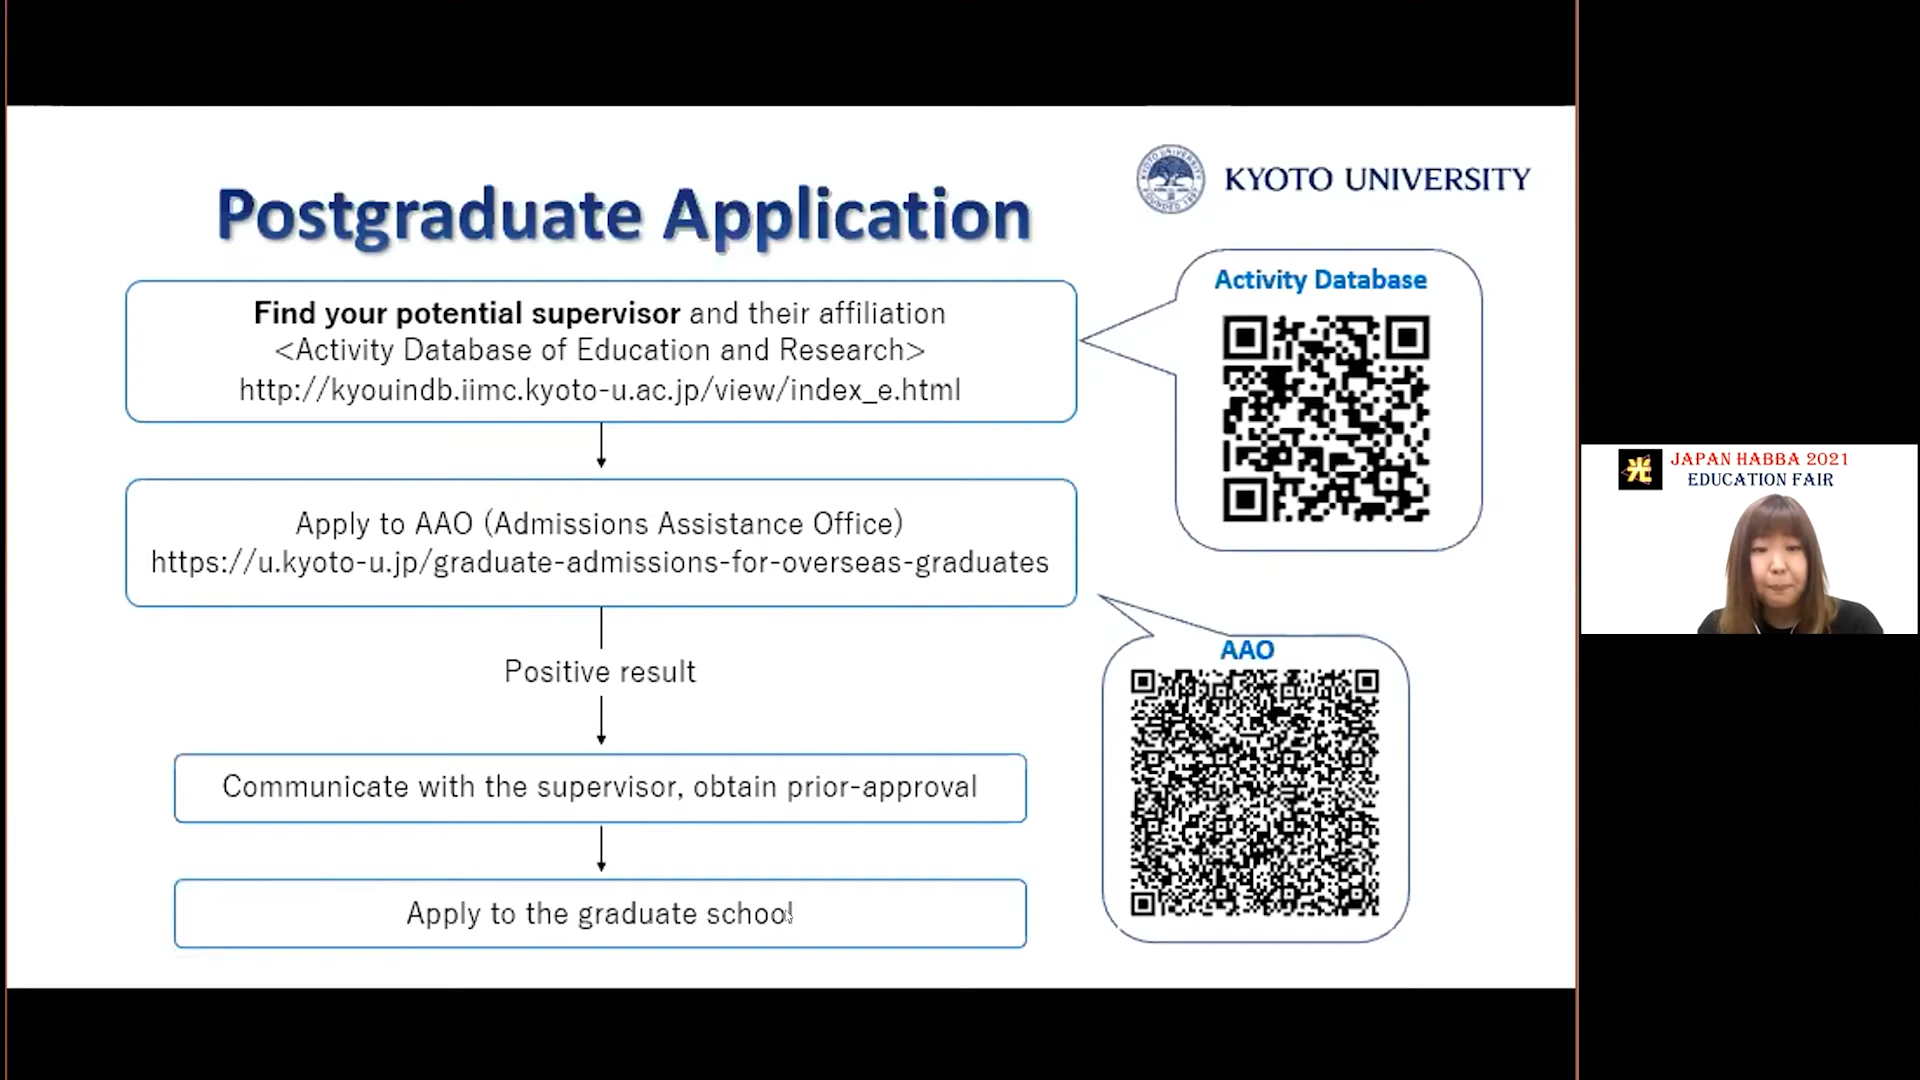 Postgraduate Application
KYOTO UNIVERSITY
Find your potential supervisor and their affiliation
<Activity Database of Education and Research>
http://kyouindb.iimc.kyoto-u.ac.jp/view/index_e.html
Activity Database
Apply to AAO (Admissions Assistance Office)
https://u.kyoto-u.jp/graduate-admissions-for-overseas-graduates
AAO
Positive result
Communicate with the supervisor, obtain prior-approval
Apply to the graduate school
光
JAPAN HABBA 2021
EDUCATION FAIR